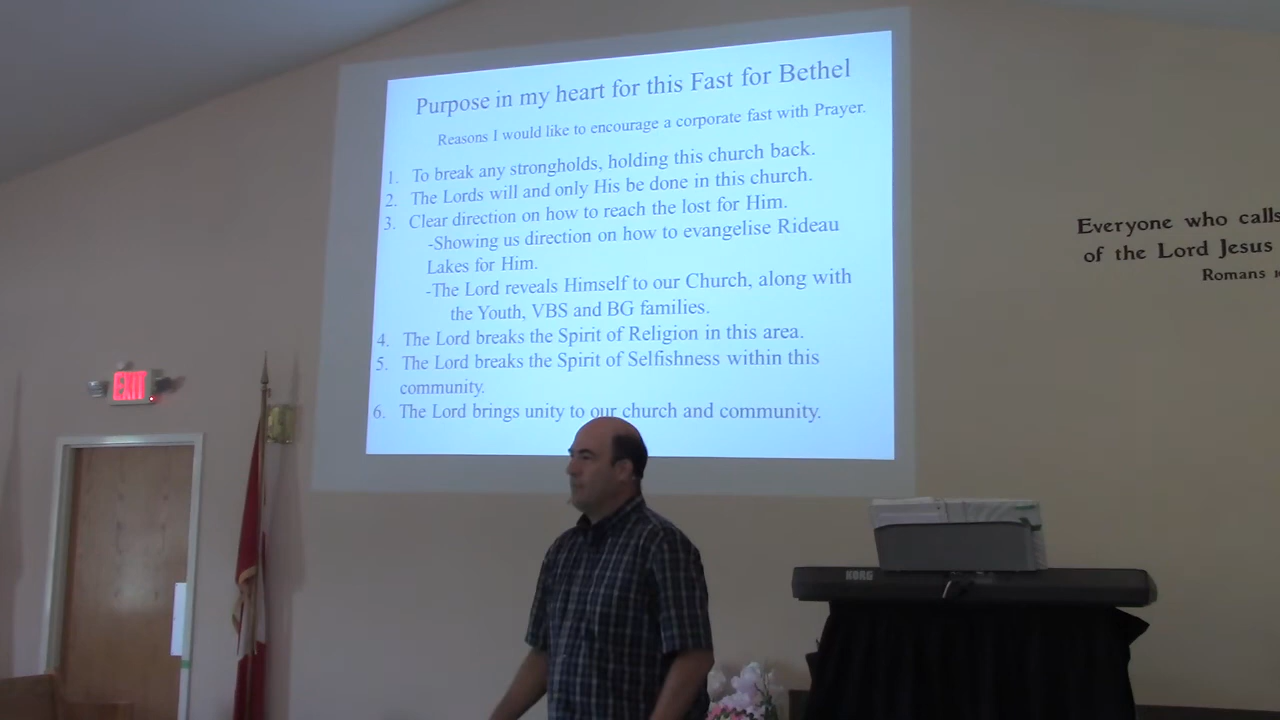 Purpose in my heart for this Fast for Bethel
Reasons I would like to encourage a corporate fast with Prayer.
1. To break any strongholds, holding this church back.
2. The Lords will and only His be done in this church.
3. Clear direction on how to reach the lost for Him.
-Showing us direction on how to evangelise Rideau
Lakes for Him.
-The Lord reveals Himself to our Church, along with
the Youth, VBS and BG families.
4. The Lord breaks the Spirit of Religion in this area.
5. The Lord breaks the Spirit of Selfishness within this
community.
6. The Lord brings unity to our church and community.
Everyone who calls
of the Lord Jesus
Romans
EXIT
KORG